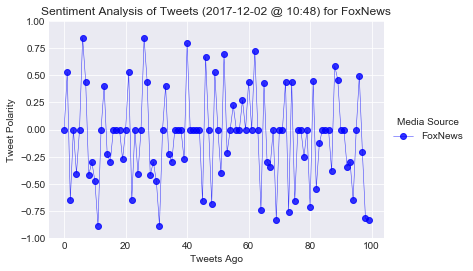 Sentiment Analysis of Tweets (2017-12-02 @ 10:48) for FoxNews
1.00
0.75
0.50
0.25
0.00
−0.25
−0.50
−0.75
−1.00
Tweet Polarity
0 20 40 60 80 100
Tweets Ago
Media Source
FoxNews